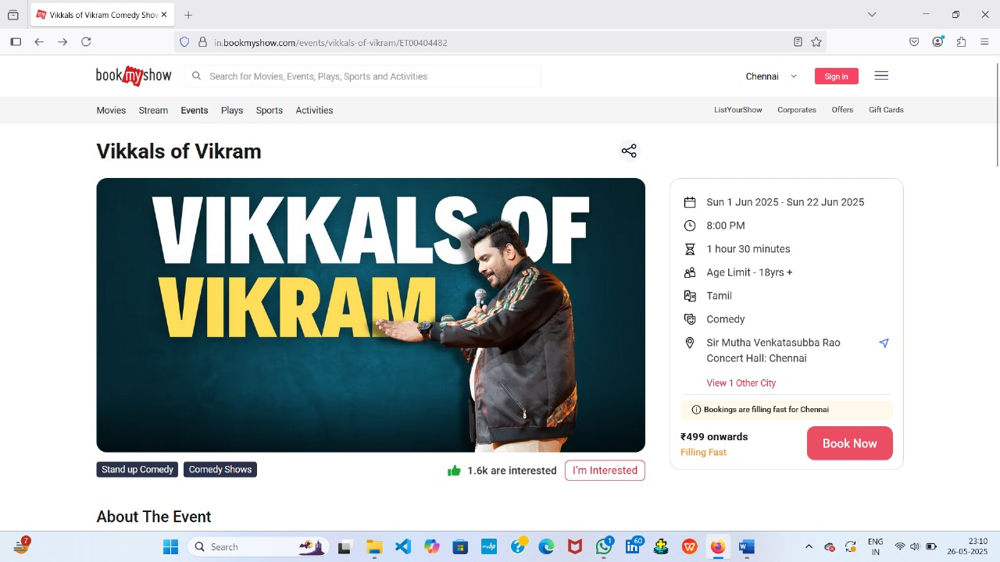 Vikkals of Vikram Comedy Show
in.bookmyshow.com/events/vikkals-of-vikram/ET00404482
bookmyshow
Search for Movies, Events, Plays, Sports and Activities
Chennai
Sign in
Movies Stream Events Plays Sports Activities
ListYourShow Corporates Offers Gift Cards
Vikkals of Vikram
VIKKALS OF
VIKRAM
Sun 1 Jun 2025 - Sun 22 Jun 2025
8:00 PM
1 hour 30 minutes
Age Limit - 18yrs +
Tamil
Comedy
Sir Mutha Venkatasubba Rao
Concert Hall: Chennai
View 1 Other City
Bookings are filling fast for Chennai
₹499 onwards
Filling Fast
Book Now
Stand up Comedy Comedy Shows
1.6k are interested
I'm Interested
About The Event
7
Search
myhp
1
60
ENG
IN
23:10
26-05-2025